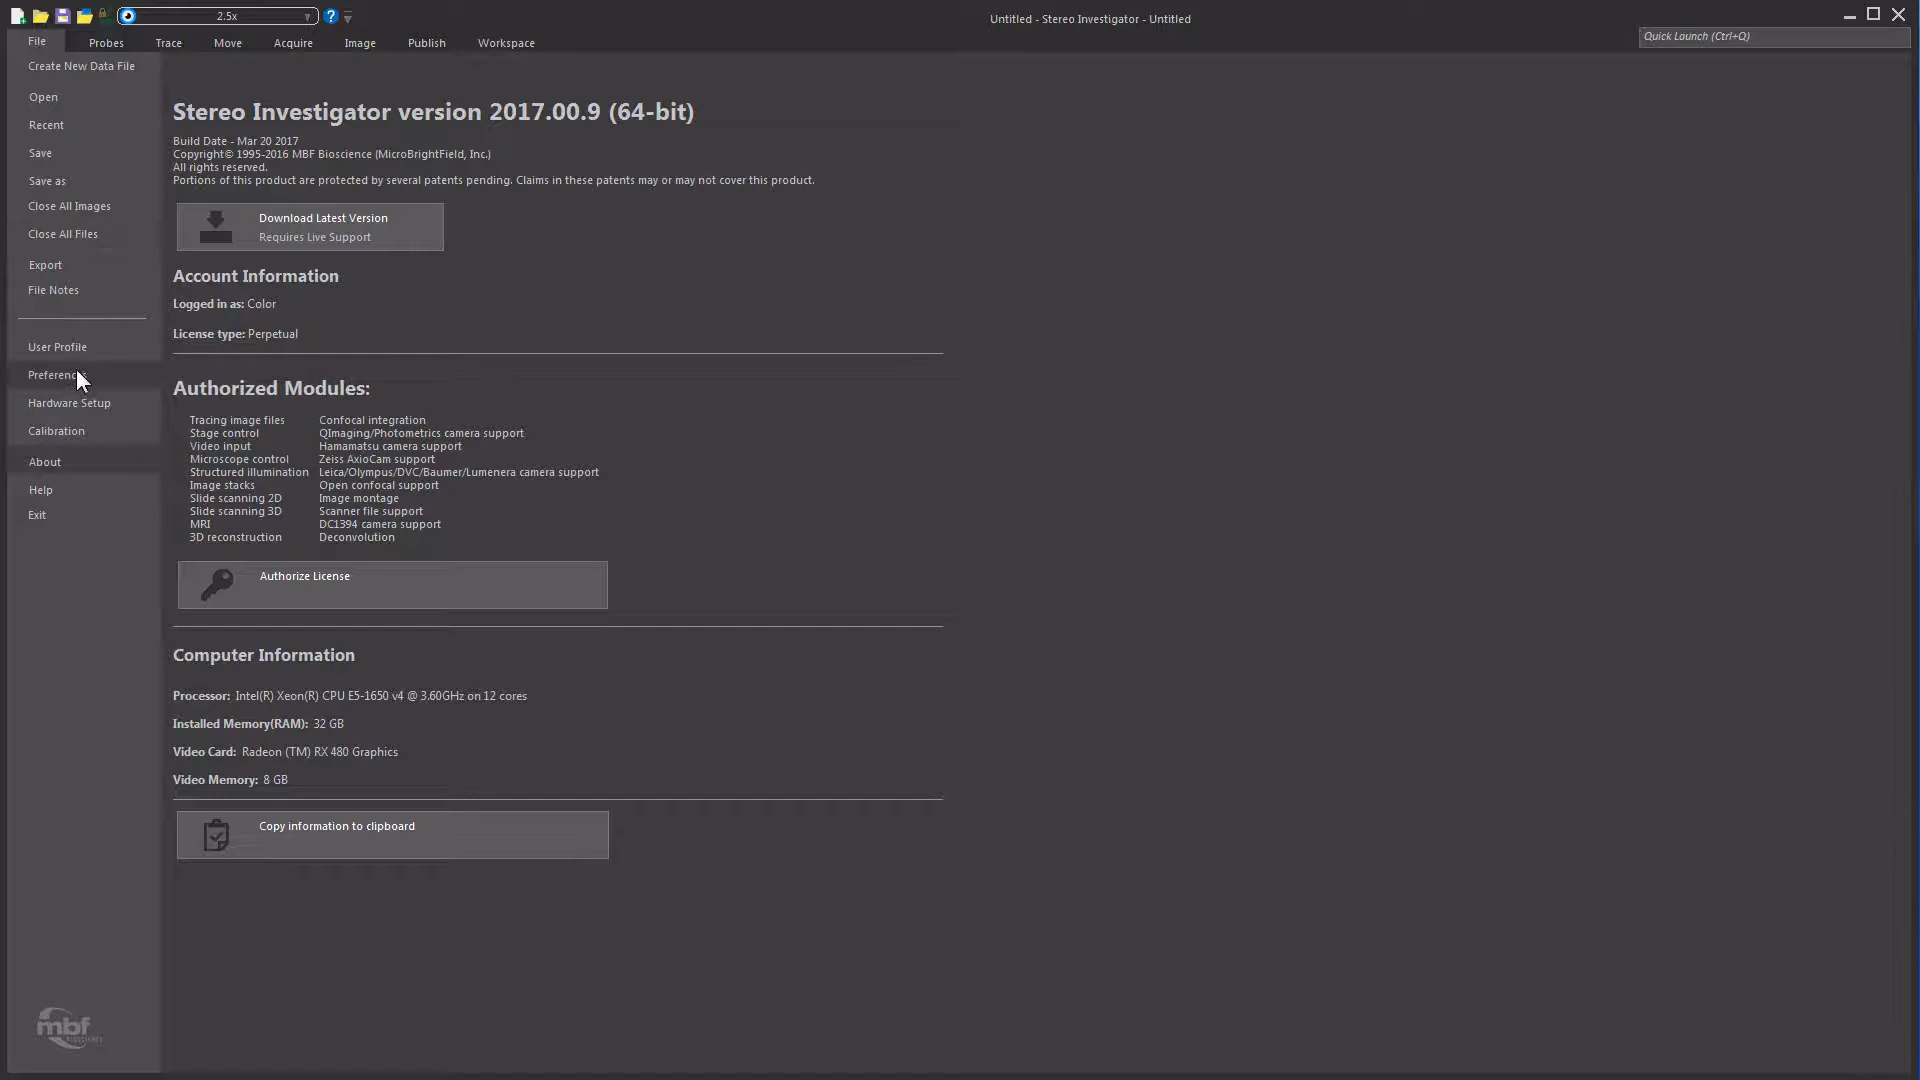 2.5x
Untitled - Stereo Investigator - Untitled
File
Probes
Trace
Move
Acquire
Image
Publish
Workspace
Quick Launch (Ctrl+Q)
Create New Data File
Open
Recent
Save
Save as
Close All Images
Close All Files
Export
File Notes
User Profile
Hardware Setup
Calibration
About
Help
Exit
mbf
Stereo Investigator version 2017.00.9 (64-bit)
Build Date - Mar 20 2017
Copyright© 1995-2016 MBF Bioscience (MicroBrightField, Inc.)
All rights reserved.
Portions of this product are protected by several patents pending. Claims in these patents may or may not cover this product.
Download Latest Version
Requires Live Support
Account Information
Logged in as: Color
License type: Perpetual
Authorized Modules:
Tracing image files Confocal integration
Stage control QImaging/Photometrics camera support
Video input Hamamatsu camera support
Microscope control Zeiss AxioCam support
Structured illumination Leica/Olympus/DVC/Baumer/Lumenera camera support
Image stacks Open confocal support
Slide scanning 2D Image montage
Slide scanning 3D Scanner file support
MRI DC1394 camera support
3D reconstruction Deconvolution
Authorize License
Computer Information
Processor: Intel(R) Xeon(R) CPU E5-1650 v4 @ 3.60GHz on 12 cores
Installed Memory(RAM): 32 GB
Video Card: Radeon (TM) RX 480 Graphics
Video Memory: 8 GB
Copy information to clipboard